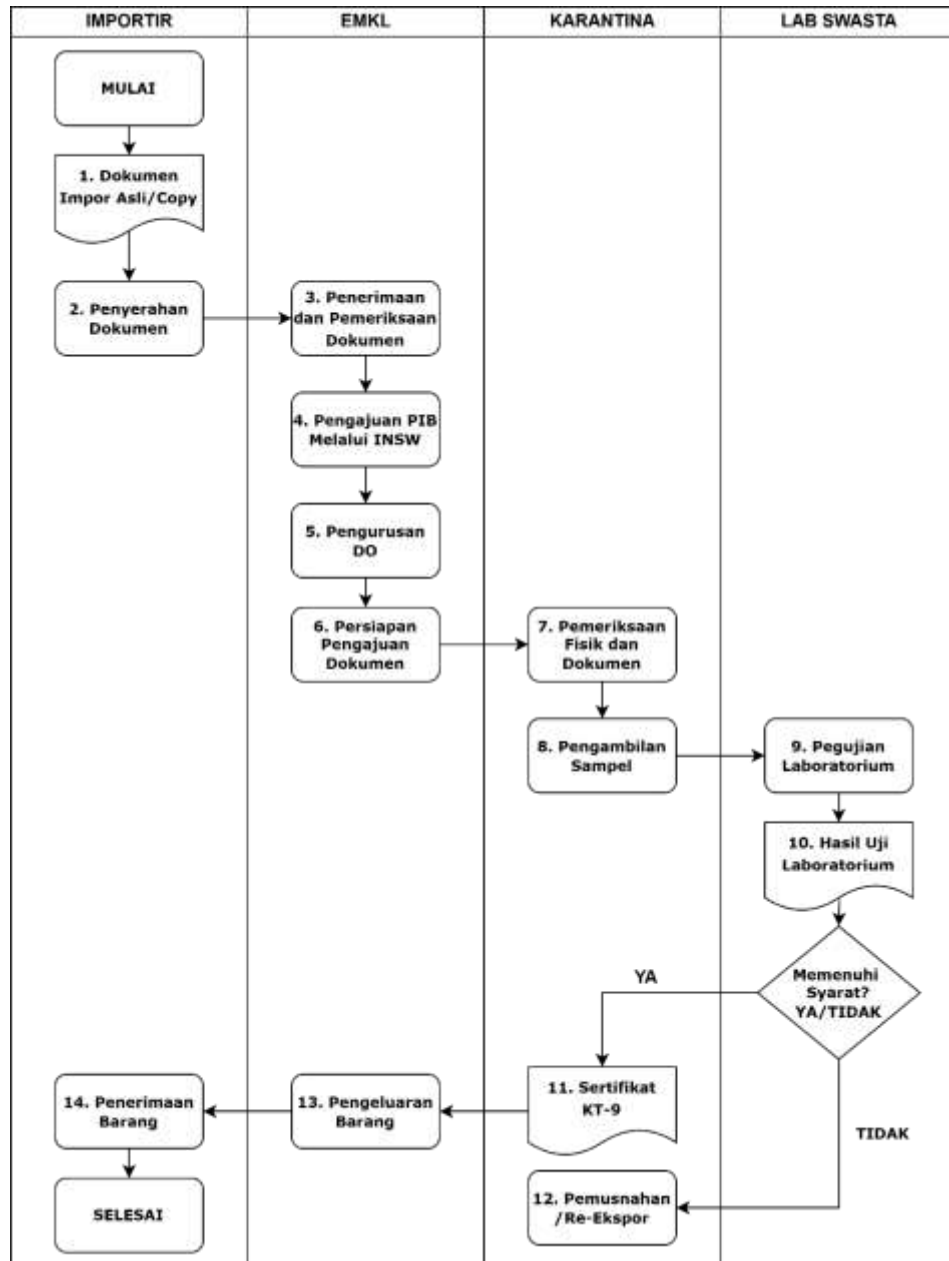 IMPORTIR
EMKL
KARANTINA
LAB SWASTA
MULAI
1. Dokumen
Impor Asli/Copy
2. Penyerahan
Dokumen
3. Penerimaan
dan Pemeriksaan
Dokumen
4. Pengajuan PIB
Melalui INSW
5. Pengurusan
DO
6. Persiapan
Pengajuan
Dokumen
7. Pemeriksaan
Fisik dan
Dokumen
8. Pengambilan
Sampel
9. Pegujian
Laboratorium
10. Hasil Uji
Laboratorium
Memenuhi
Syarat?
YA/TIDAK
YA
TIDAK
11. Sertifikat
KT-9
12. Pemusnahan
/Re-Ekspor
13. Pengeluaran
Barang
14. Penerimaan
Barang
SELESAI